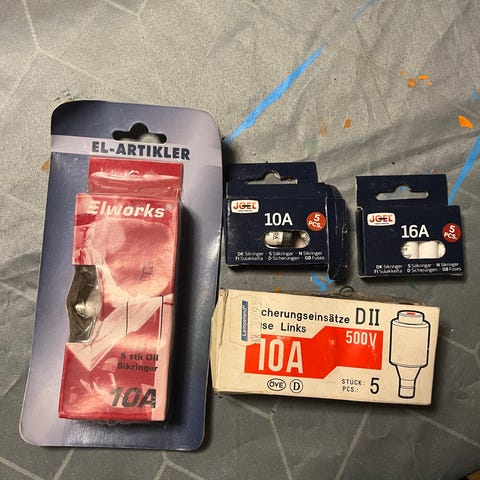 EL-ARTIKLER
Elworks®
5 stk DII
Sikringer
10A
JOEL
10A
5
PCS.
DK Sikringer · S Säkringar · N Sikringer
FI Sulakkeita · D Sicherungen · GB Fuses
JOEL
16A
5
PCS.
DK Sikringer · S Säkringar · N Sikringer
FI Sulakkeita · D Sicherungen · GB Fuses
Lampeland
cherungseinsätze DII
se Links
500V
10A
ÖVE D
STÜCK:
PCS.: 5